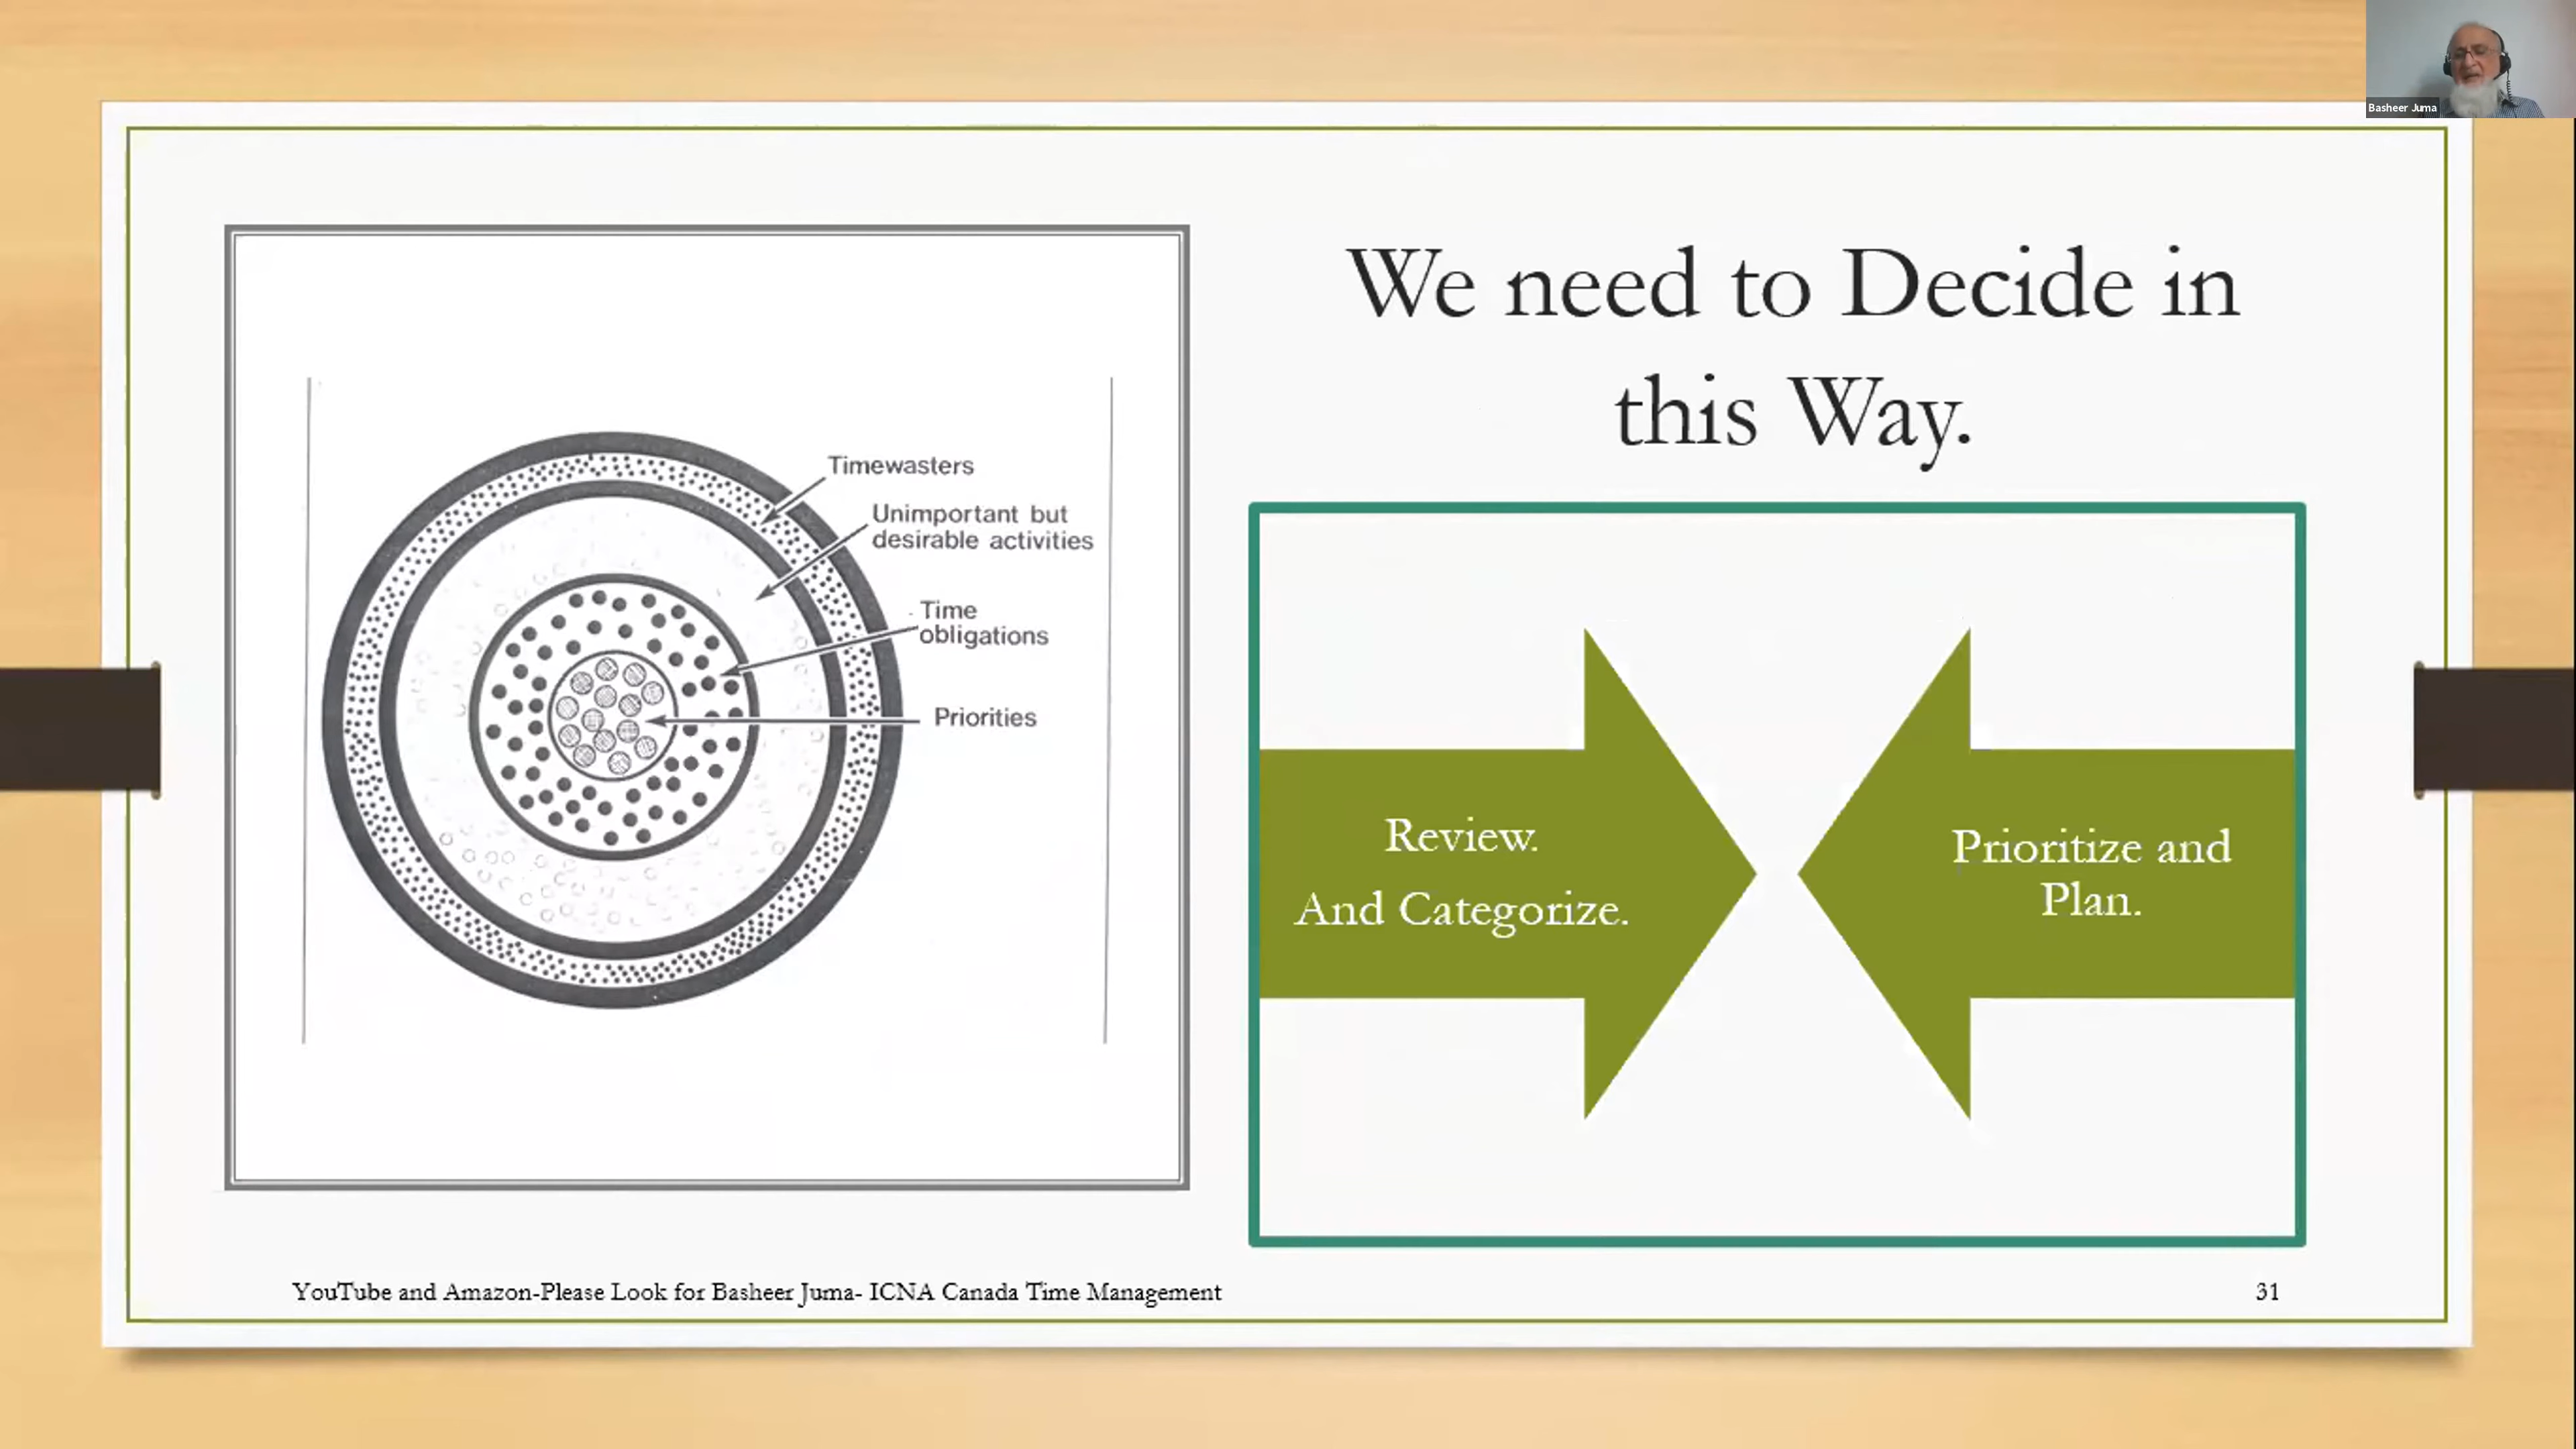 Basheer Juma
We need to Decide in
this Way.
Timewasters
Unimportant but
desirable activities
Time
obligations
Priorities
Review.
And Categorize.
Prioritize and
Plan.
YouTube and Amazon-Please Look for Basheer Juma- ICNA Canada Time Management
31